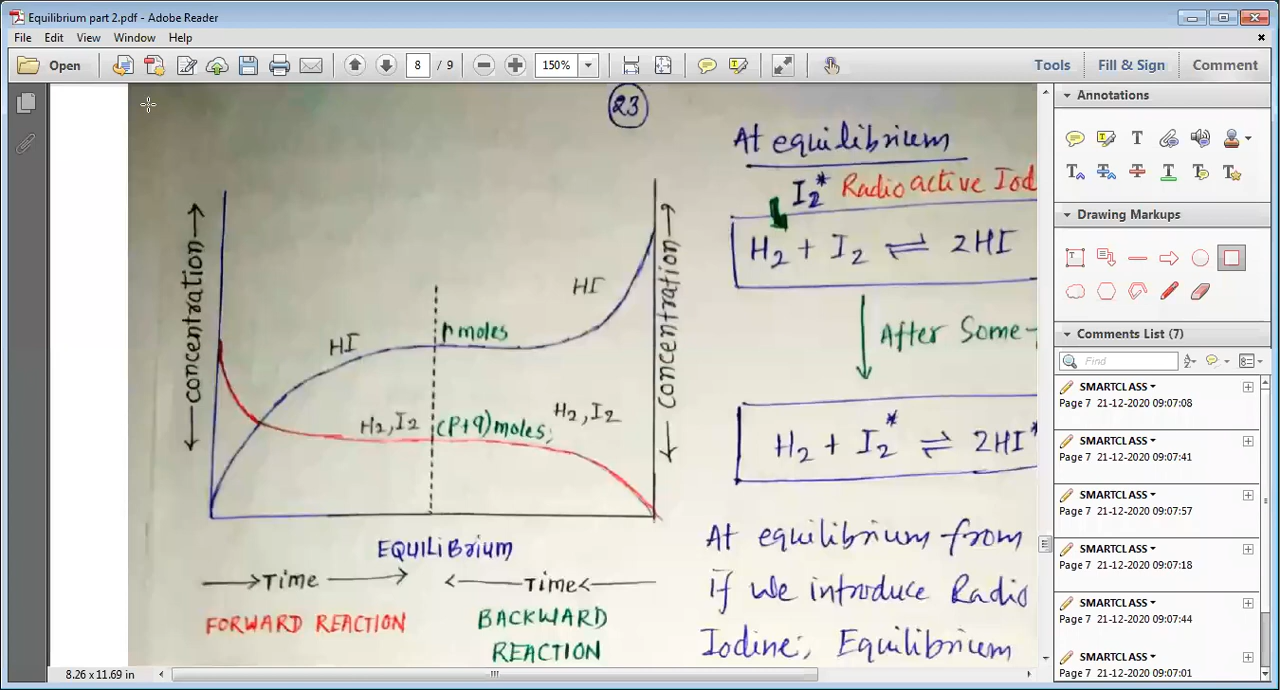 Equilibrium part 2.pdf - Adobe Reader
File Edit View Window Help
Open
8 / 9
150%
Tools
Fill & Sign
Comment
23
concentration
HI
H2, I2
n moles
(P+q) moles;
HI
H2, I2
concentration
EQUILIBRIUM
Time
Time
FORWARD REACTION
BACKWARD
REACTION
At equilibrium
I2* Radioactive Iod
H2 + I2 ⇌ 2HI
After Some-
H2 + I2* ⇌ 2HI*
At equilibrium from
if we introduce Radio
Iodine; Equilibrium
Annotations
Drawing Markups
Comments List (7)
Find
SMARTCLASS
Page 7 21-12-2020 09:07:08
SMARTCLASS
Page 7 21-12-2020 09:07:41
SMARTCLASS
Page 7 21-12-2020 09:07:57
SMARTCLASS
Page 7 21-12-2020 09:07:18
SMARTCLASS
Page 7 21-12-2020 09:07:44
SMARTCLASS
Page 7 21-12-2020 09:07:01
8.26 x 11.69 in